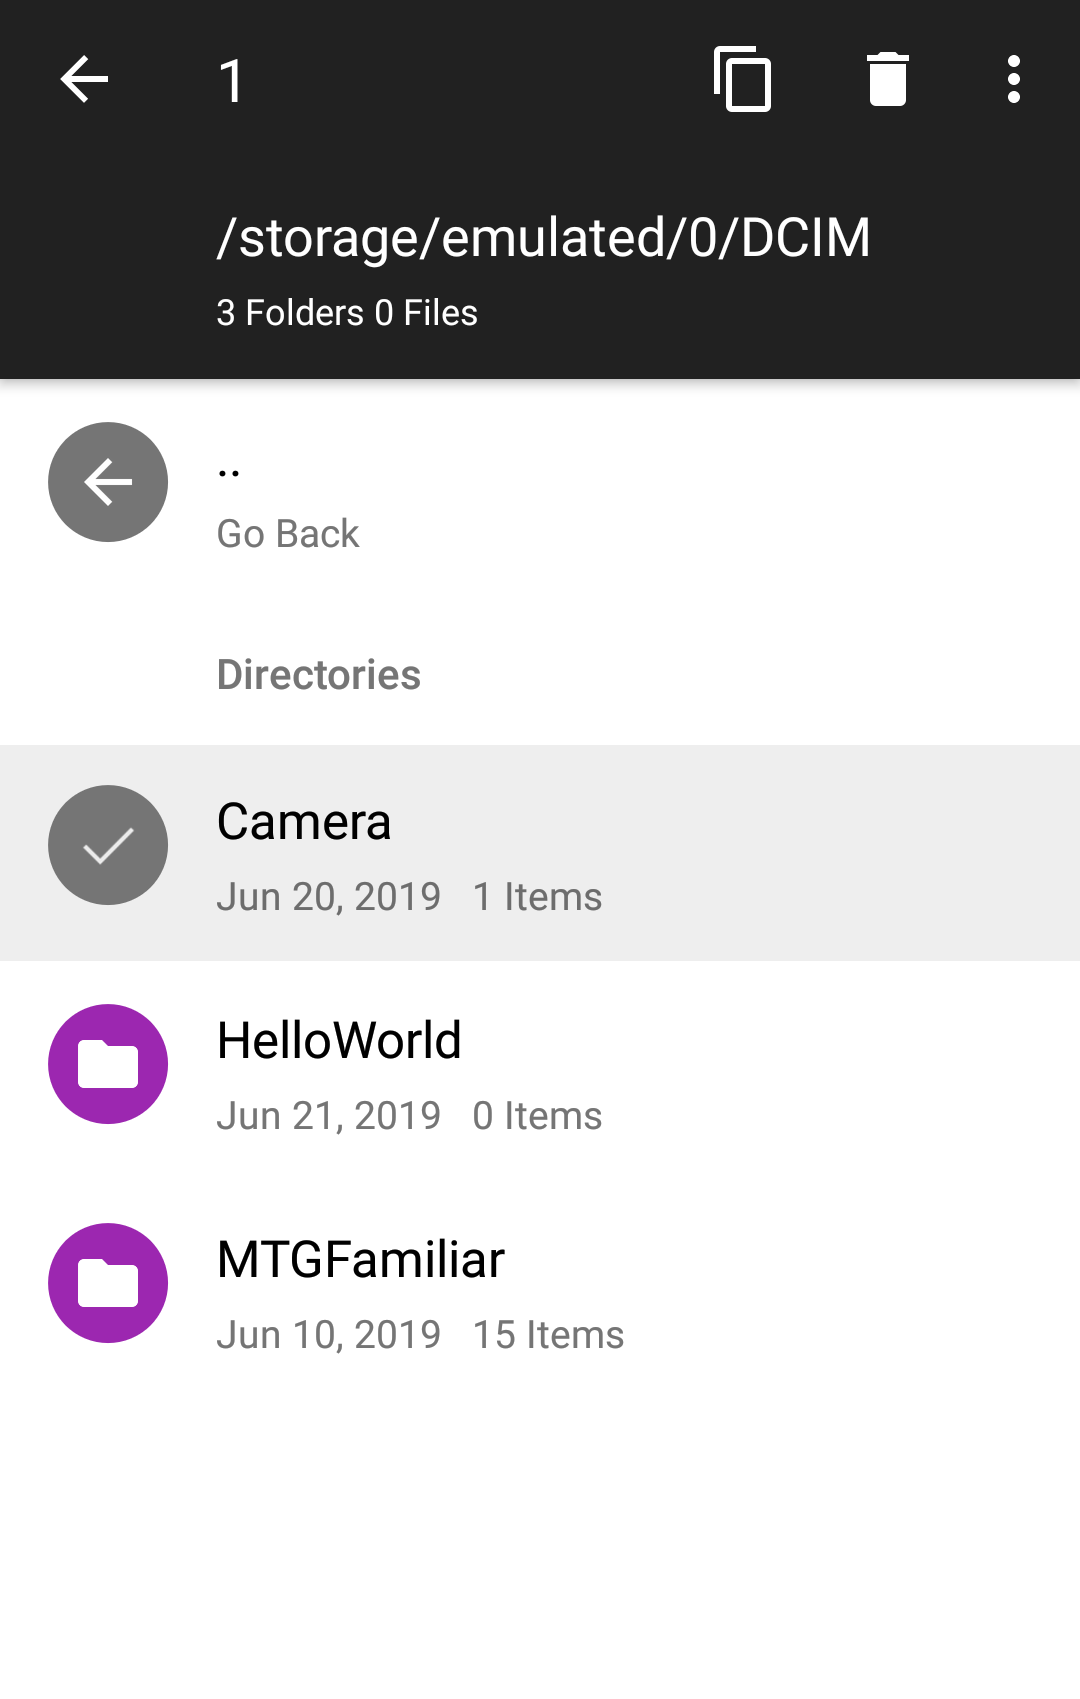 1
/storage/emulated/0/DCIM
3 Folders 0 Files
..
Go Back
Directories
Camera
Jun 20, 2019 1 Items
HelloWorld
Jun 21, 2019 0 Items
MTGFamiliar
Jun 10, 2019 15 Items